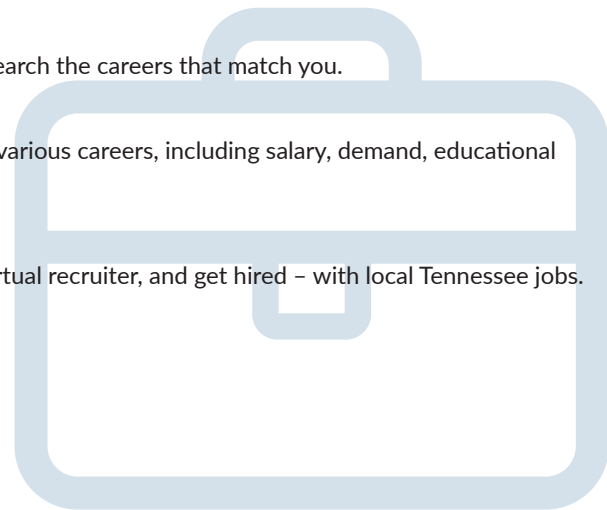 earch the careers that match you.
various careers, including salary, demand, educational
rtual recruiter, and get hired – with local Tennessee jobs.